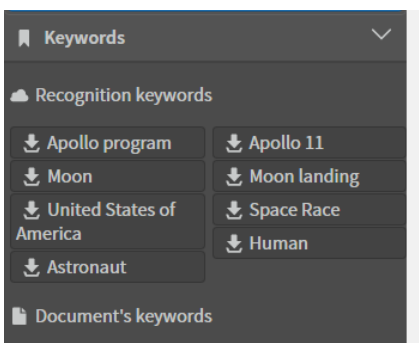 Keywords
Recognition keywords
Apollo program
Apollo 11
Moon
Moon landing
United States of
America
Space Race
Human
Astronaut
Document's keywords